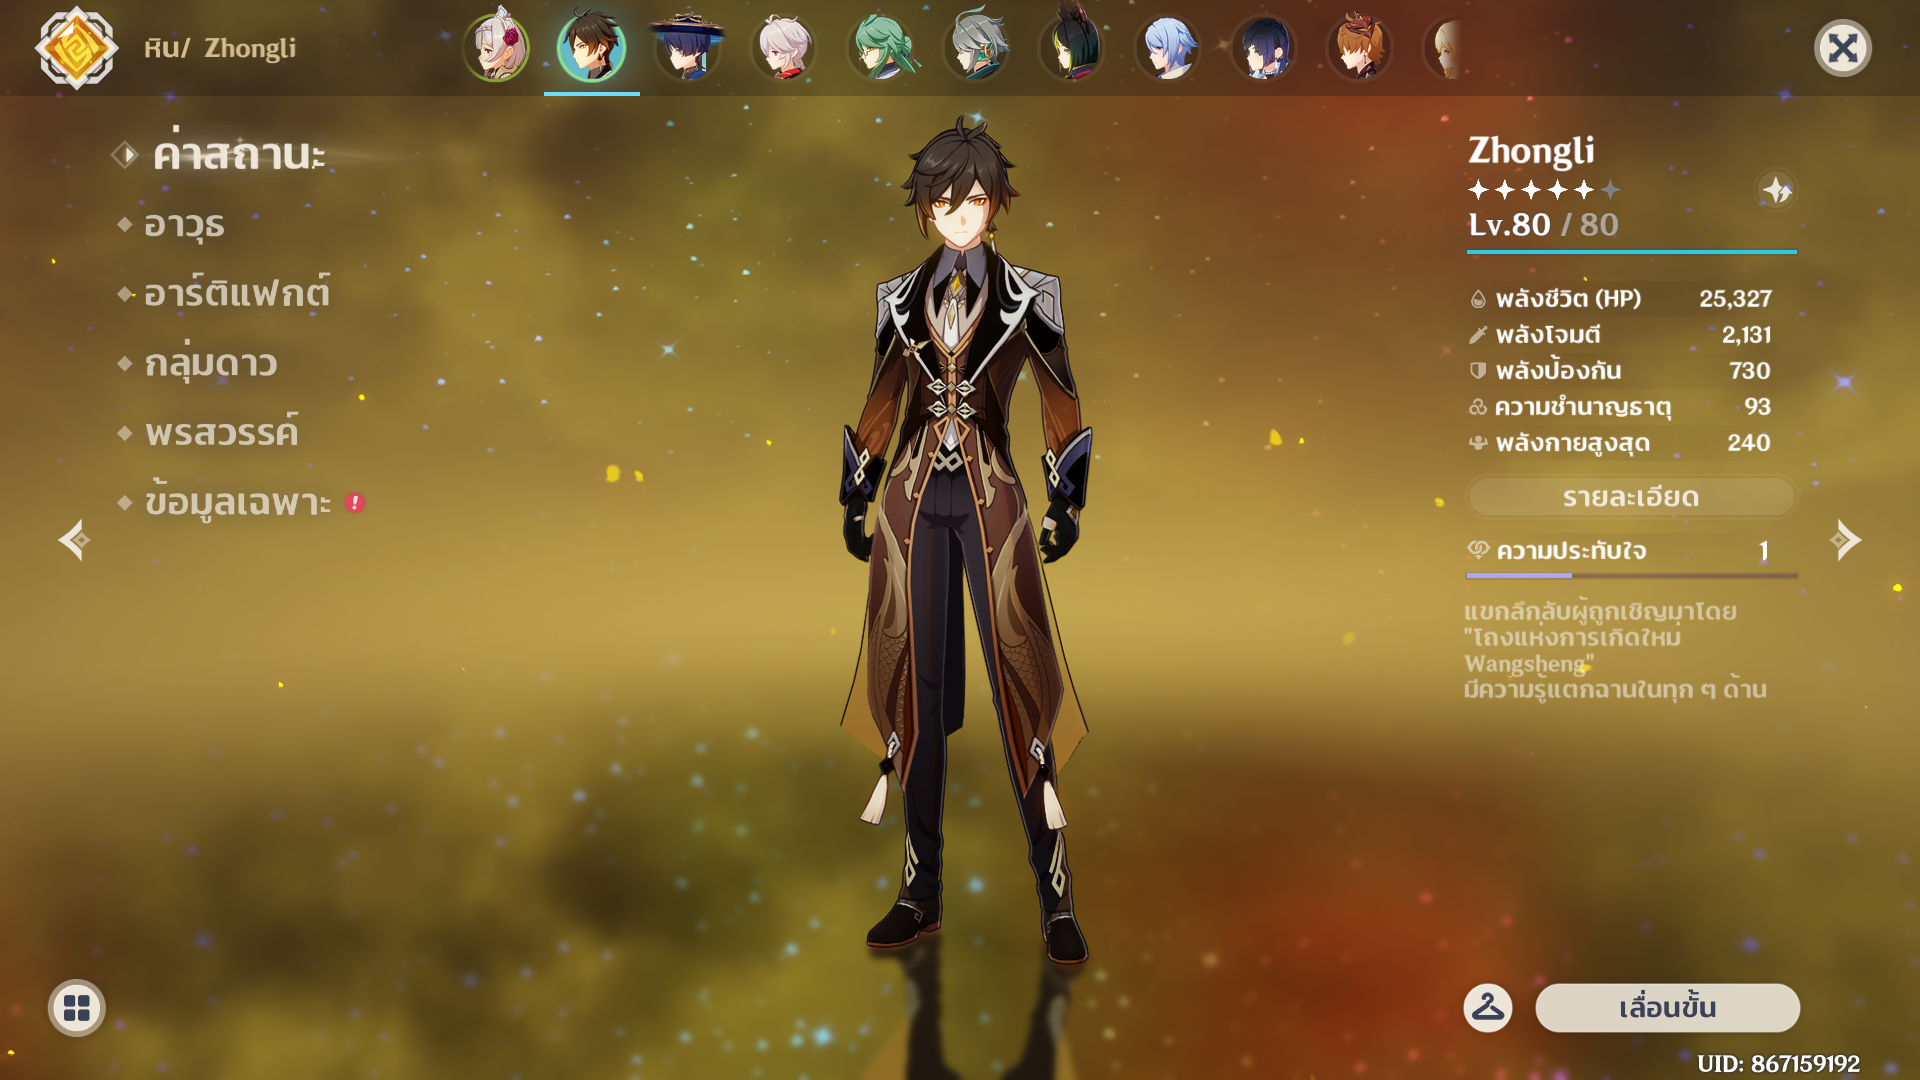 หิน/ Zhongli
ค่าสถานะ
อาวุธ
อาร์ติแฟกต์
กลุ่มดาว
พรสวรรค์
ข้อมูลเฉพาะ
Zhongli
Lv.80 / 80
พลังชีวิต (HP) 25,327
พลังโจมตี 2,131
พลังป้องกัน 730
ความชำนาญธาตุ 93
พลังกายสูงสุด 240
รายละเอียด
ความประทับใจ 1
แขกลึกลับผู้ถูกเชิญมาโดย
"โถงแห่งการเกิดใหม่
Wangsheng"
มีความรู้แตกฉานในทุก ๆ ด้าน
เลื่อนขั้น
UID: 867159192